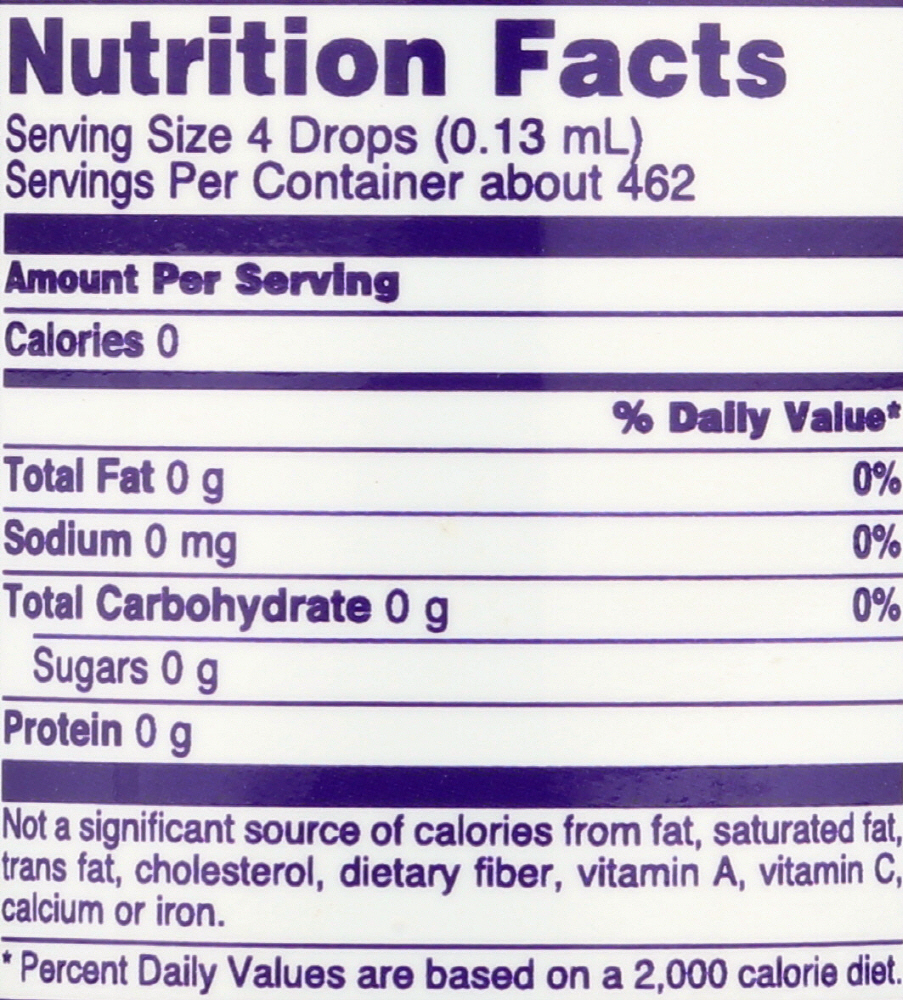 Nutrition Facts
Serving Size 4 Drops (0.13 mL)
Servings Per Container about 462
Amount Per Serving
Calories 0
% Daily Value*
Total Fat 0 g 0%
Sodium 0 mg 0%
Total Carbohydrate 0 g 0%
Sugars 0 g
Protein 0 g
Not a significant source of calories from fat, saturated fat,
trans fat, cholesterol, dietary fiber, vitamin A, vitamin C,
calcium or iron.
* Percent Daily Values are based on a 2,000 calorie diet.